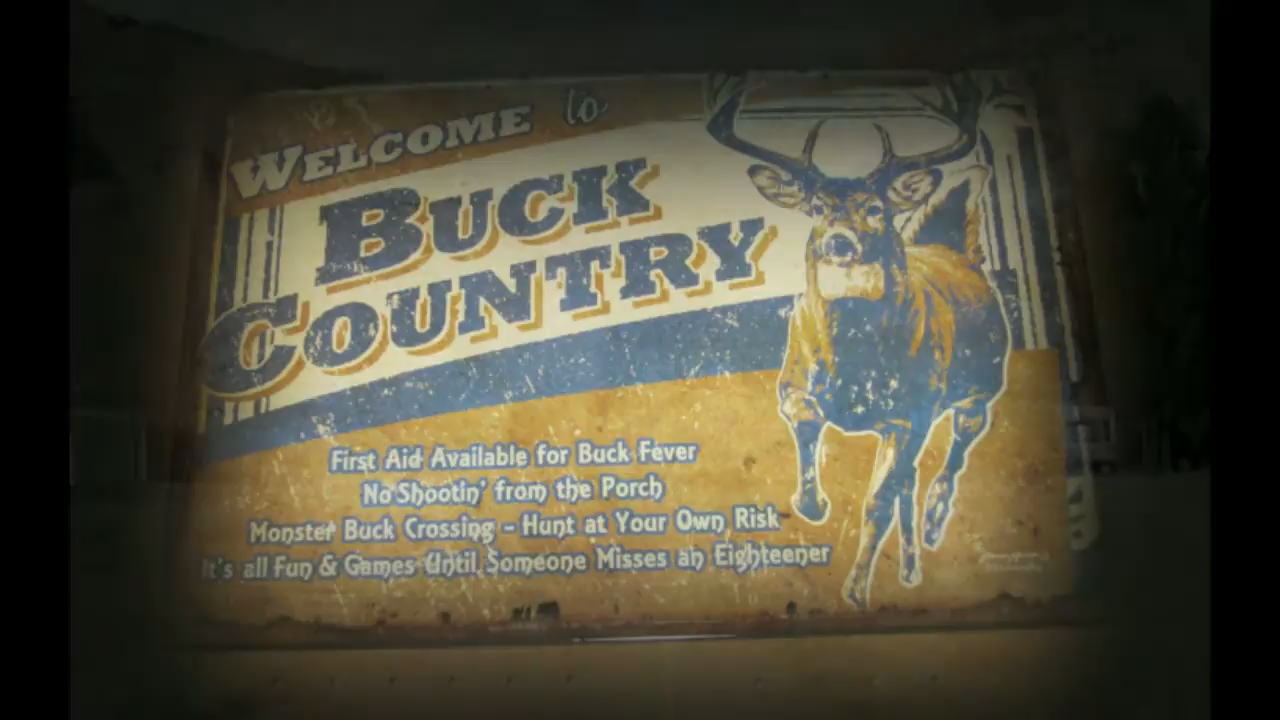 WELCOME to
BUCK
COUNTRY
First Aid Available for Buck Fever
No Shootin' from the Porch
Monster Buck Crossing - Hunt at Your Own Risk
It's all Fun & Games Until Someone Misses an Eighteener